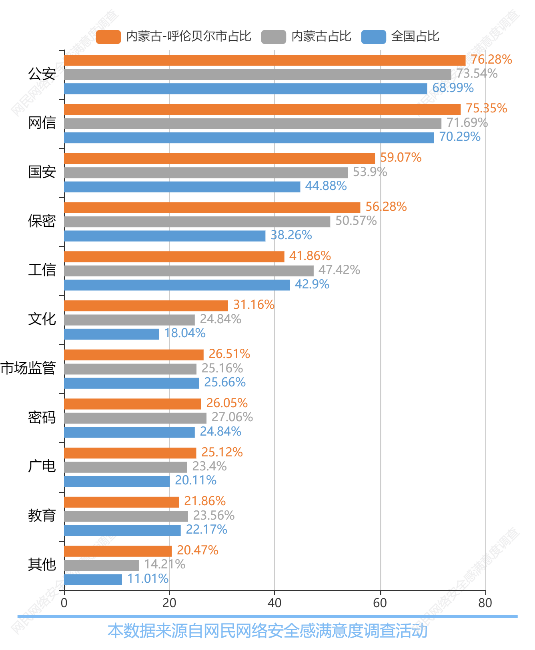 内蒙古-呼伦贝尔市占比 内蒙古占比 全国占比
公安 76.28% 73.54% 68.99%
网信 75.35% 71.69% 70.29%
国安 59.07% 53.9% 44.88%
保密 56.28% 50.57% 38.26%
工信 41.86% 47.42% 42.9%
文化 31.16% 24.84% 18.04%
市场监管 26.51% 25.16% 25.66%
密码 26.05% 27.06% 24.84%
广电 25.12% 23.4% 20.11%
教育 21.86% 23.56% 22.17%
其他 20.47% 14.21% 11.01%
0 20 40 60 80
本数据来源自网民网络安全感满意度调查活动